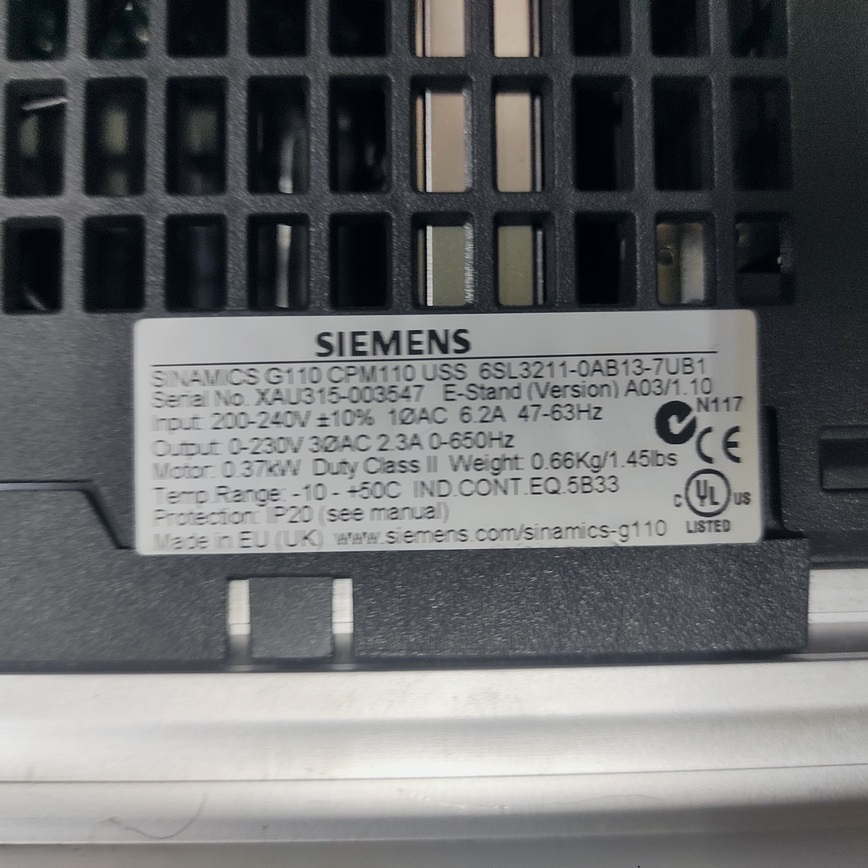 SIEMENS
SINAMICS G110 CPM110 USS 6SL3211-0AB13-7UB1
Serial No. XAU315-003547 E-Stand (Version) A03/1.10
Input: 200-240V ±10% 1ØAC 6.2A 47-63Hz
N117
Output: 0-230V 3ØAC 2.3A 0-650Hz
CE
Motor: 0.37kW Duty Class II Weight: 0.66Kg/1.45lbs
Temp Range: -10 - +50C IND.CONT.EQ.5B33
C UL US
Protection: IP20 (see manual)
LISTED
Made in EU (UK) www.siemens.com/sinamics-g110